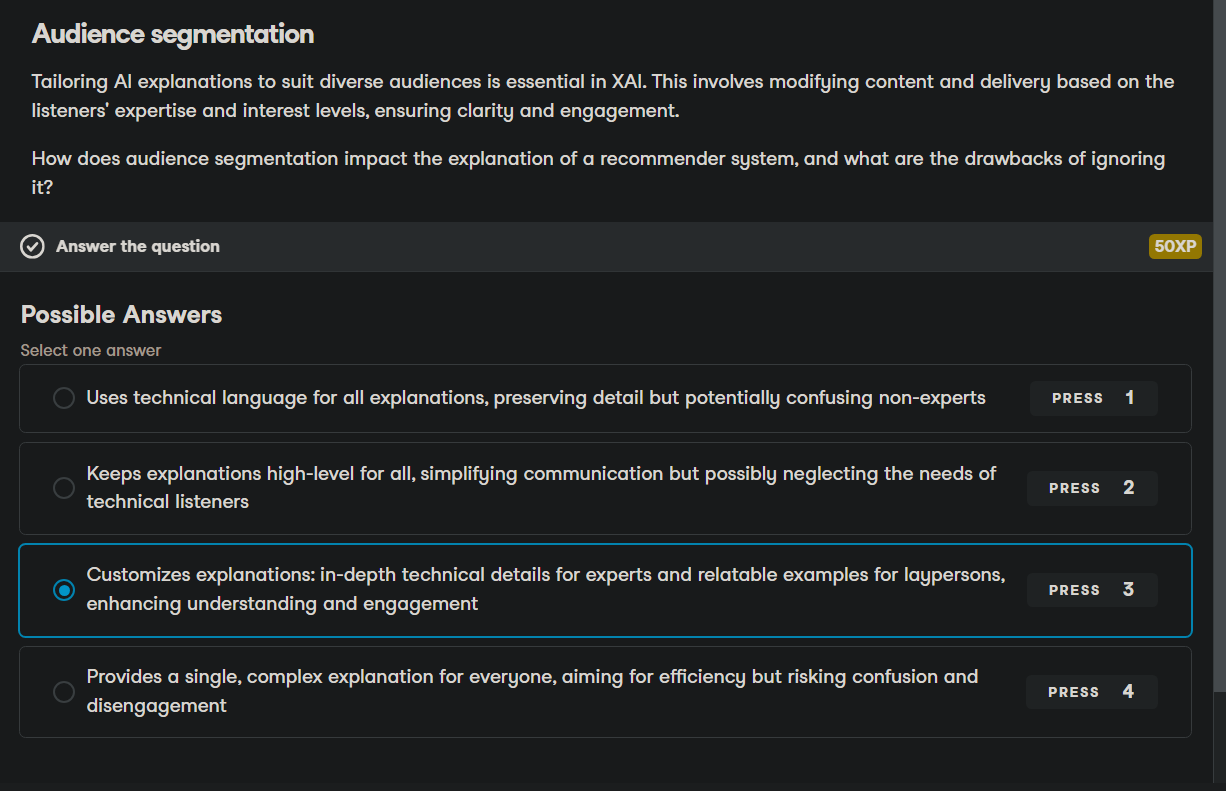 Audience segmentation
Tailoring AI explanations to suit diverse audiences is essential in XAI. This involves modifying content and delivery based on the
listeners' expertise and interest levels, ensuring clarity and engagement.
How does audience segmentation impact the explanation of a recommender system, and what are the drawbacks of ignoring
it?
Answer the question
50XP
Possible Answers
Select one answer
Uses technical language for all explanations, preserving detail but potentially confusing non-experts
PRESS 1
Keeps explanations high-level for all, simplifying communication but possibly neglecting the needs of
technical listeners
PRESS 2
Customizes explanations: in-depth technical details for experts and relatable examples for laypersons,
enhancing understanding and engagement
PRESS 3
Provides a single, complex explanation for everyone, aiming for efficiency but risking confusion and
disengagement
PRESS 4